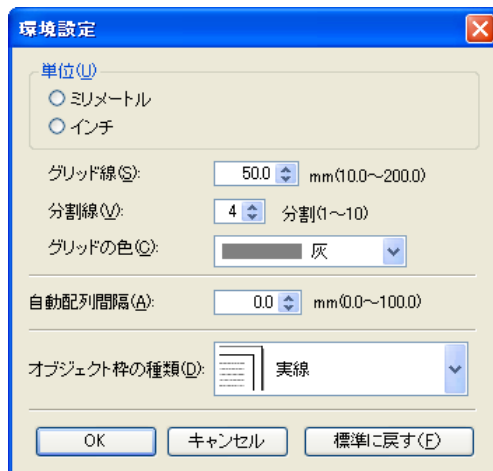 環境設定
単位(U)
ミリメートル
インチ
グリッド線(S): 50.0 mm(10.0～200.0)
分割線(V): 4 分割(1～10)
グリッドの色(C): 灰
自動配列間隔(A): 0.0 mm(0.0～100.0)
オブジェクト枠の種類(D): 実線
OK キャンセル 標準に戻す(F)